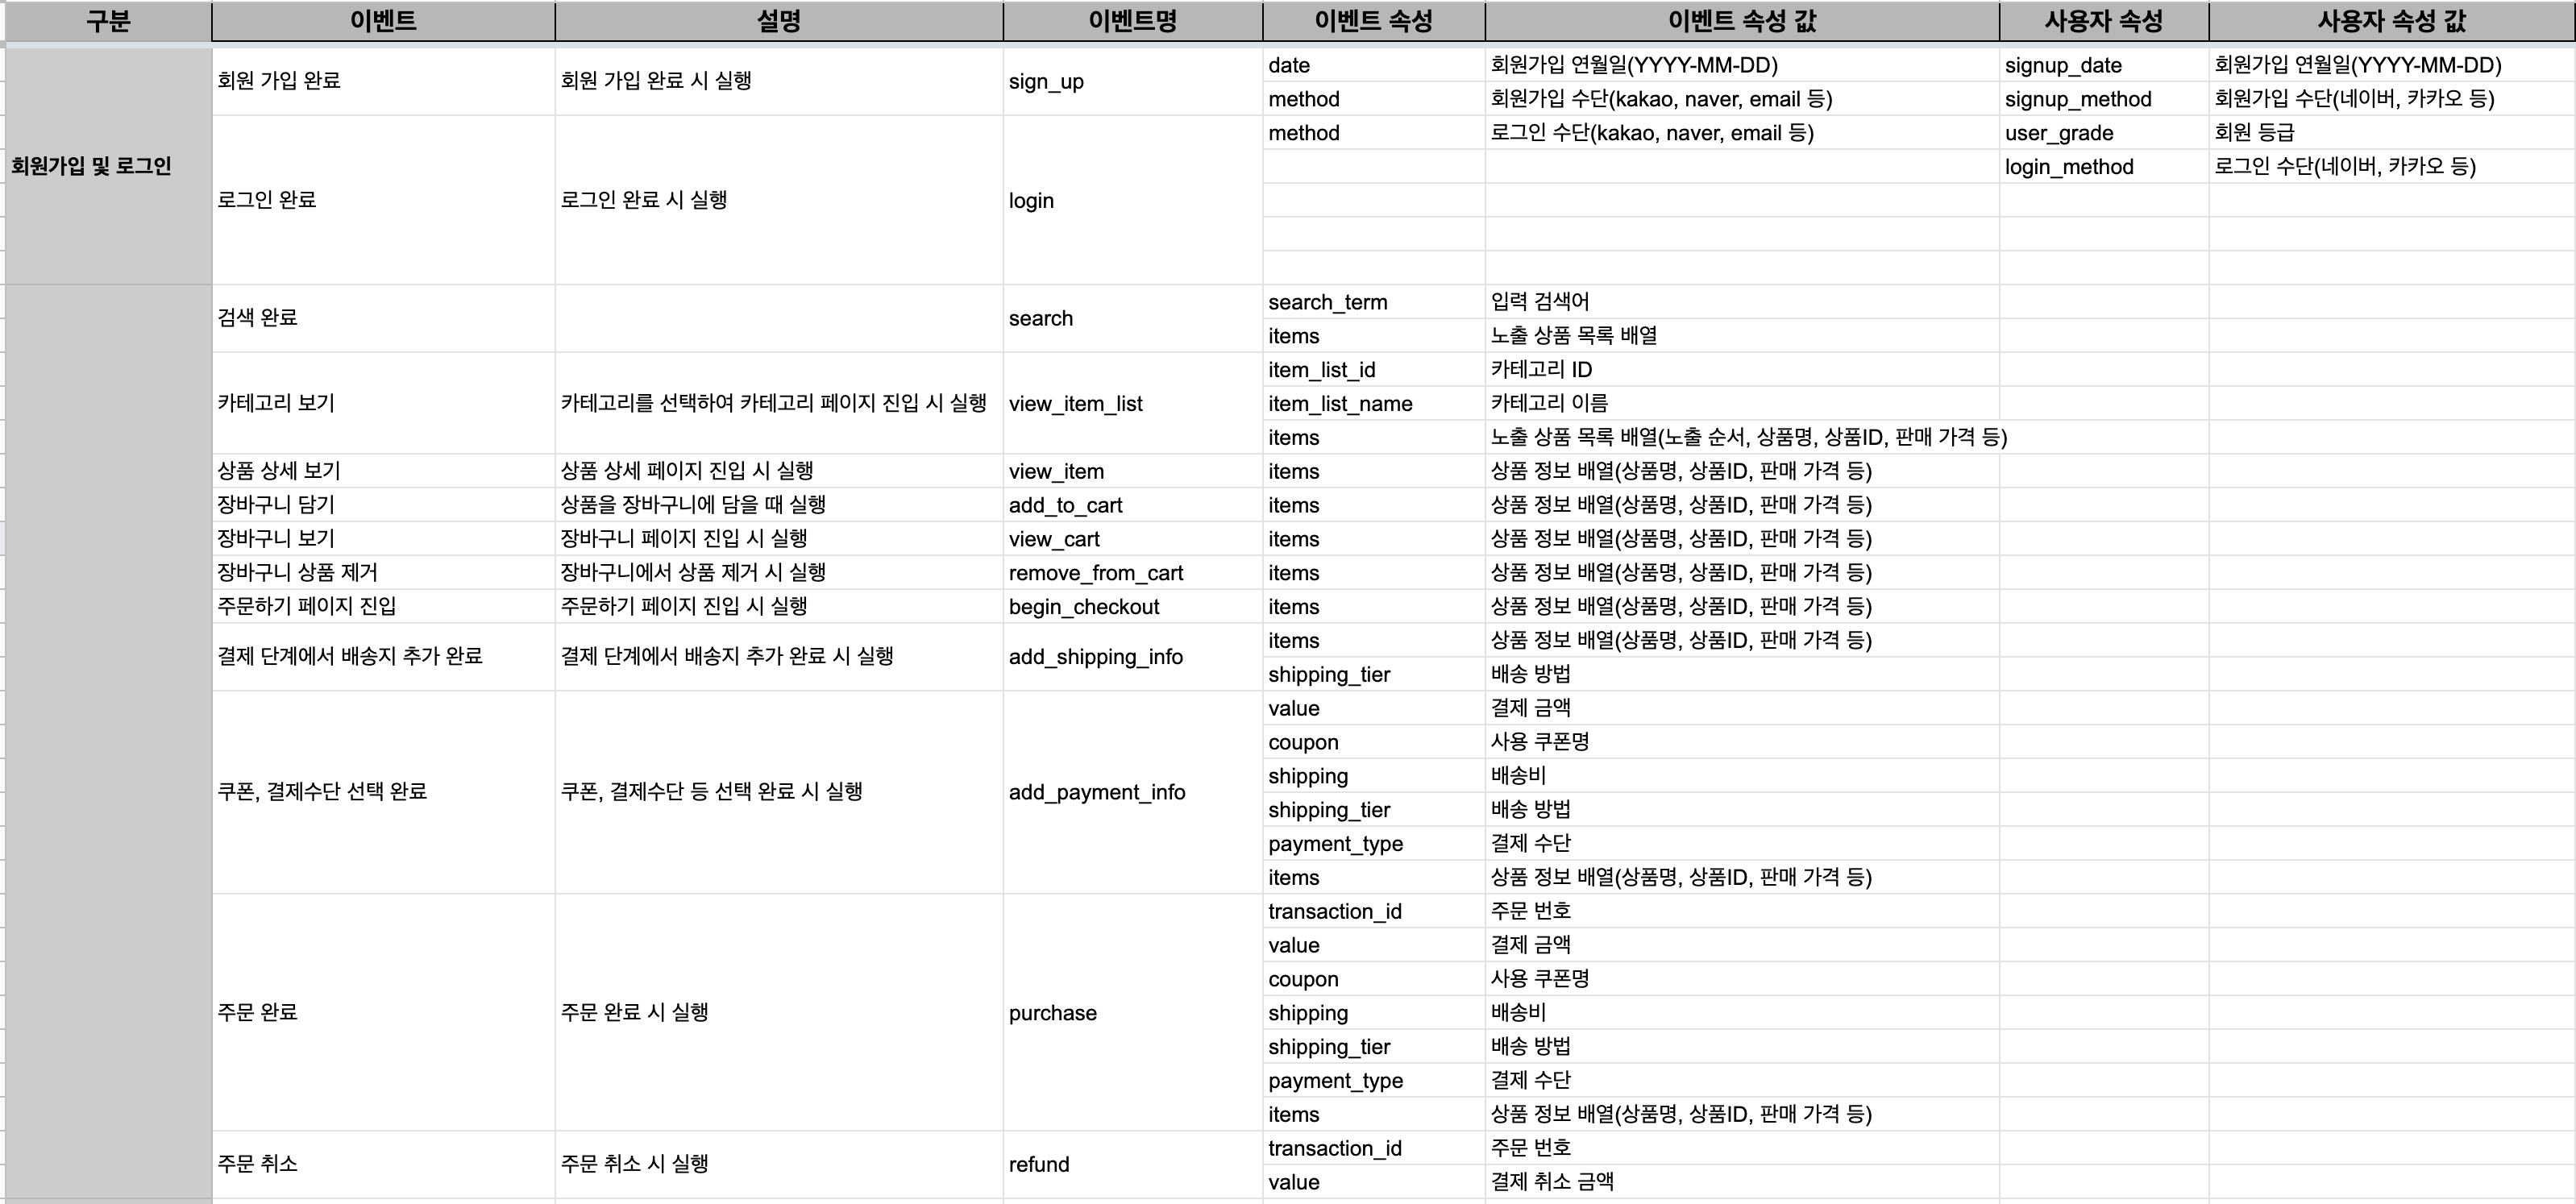 구분 이벤트 설명 이벤트명 이벤트 속성 이벤트 속성 값 사용자 속성 사용자 속성 값
회원가입 및 로그인
회원 가입 완료 회원 가입 완료 시 실행 sign_up
date 회원가입 연월일(YYYY-MM-DD) signup_date 회원가입 연월일(YYYY-MM-DD)
method 회원가입 수단(kakao, naver, email 등) signup_method 회원가입 수단(네이버, 카카오 등)
로그인 완료 로그인 완료 시 실행 login
method 로그인 수단(kakao, naver, email 등) user_grade 회원 등급
login_method 로그인 수단(네이버, 카카오 등)
검색 완료 search
search_term 입력 검색어
items 노출 상품 목록 배열
카테고리 보기 카테고리를 선택하여 카테고리 페이지 진입 시 실행 view_item_list
item_list_id 카테고리 ID
item_list_name 카테고리 이름
items 노출 상품 목록 배열(노출 순서, 상품명, 상품ID, 판매 가격 등)
상품 상세 보기 상품 상세 페이지 진입 시 실행 view_item items 상품 정보 배열(상품명, 상품ID, 판매 가격 등)
장바구니 담기 상품을 장바구니에 담을 때 실행 add_to_cart items 상품 정보 배열(상품명, 상품ID, 판매 가격 등)
장바구니 보기 장바구니 페이지 진입 시 실행 view_cart items 상품 정보 배열(상품명, 상품ID, 판매 가격 등)
장바구니 상품 제거 장바구니에서 상품 제거 시 실행 remove_from_cart items 상품 정보 배열(상품명, 상품ID, 판매 가격 등)
주문하기 페이지 진입 주문하기 페이지 진입 시 실행 begin_checkout items 상품 정보 배열(상품명, 상품ID, 판매 가격 등)
결제 단계에서 배송지 추가 완료 결제 단계에서 배송지 추가 완료 시 실행 add_shipping_info
items 상품 정보 배열(상품명, 상품ID, 판매 가격 등)
shipping_tier 배송 방법
쿠폰, 결제수단 선택 완료 쿠폰, 결제수단 등 선택 완료 시 실행 add_payment_info
value 결제 금액
coupon 사용 쿠폰명
shipping 배송비
shipping_tier 배송 방법
payment_type 결제 수단
items 상품 정보 배열(상품명, 상품ID, 판매 가격 등)
주문 완료 주문 완료 시 실행 purchase
transaction_id 주문 번호
value 결제 금액
coupon 사용 쿠폰명
shipping 배송비
shipping_tier 배송 방법
payment_type 결제 수단
items 상품 정보 배열(상품명, 상품ID, 판매 가격 등)
주문 취소 주문 취소 시 실행 refund
transaction_id 주문 번호
value 결제 취소 금액